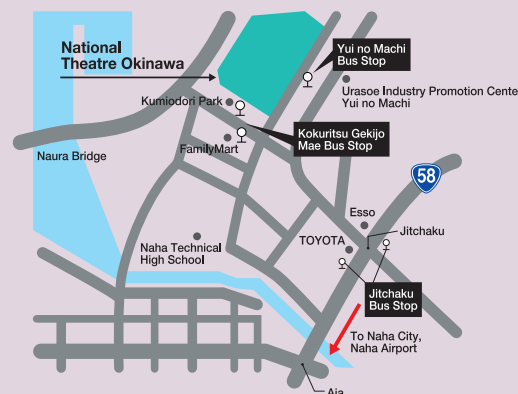 National
Theatre Okinawa
Yui no Machi
Bus Stop
Urasoe Industry Promotion Center
Yui no Machi
Kumiodori Park
Kokuritsu Gekijo
Mae Bus Stop
FamilyMart
Naura Bridge
58
Esso
Jitchaku
TOYOTA
Naha Technical
High School
Jitchaku
Bus Stop
To Naha City,
Naha Airport
Aja